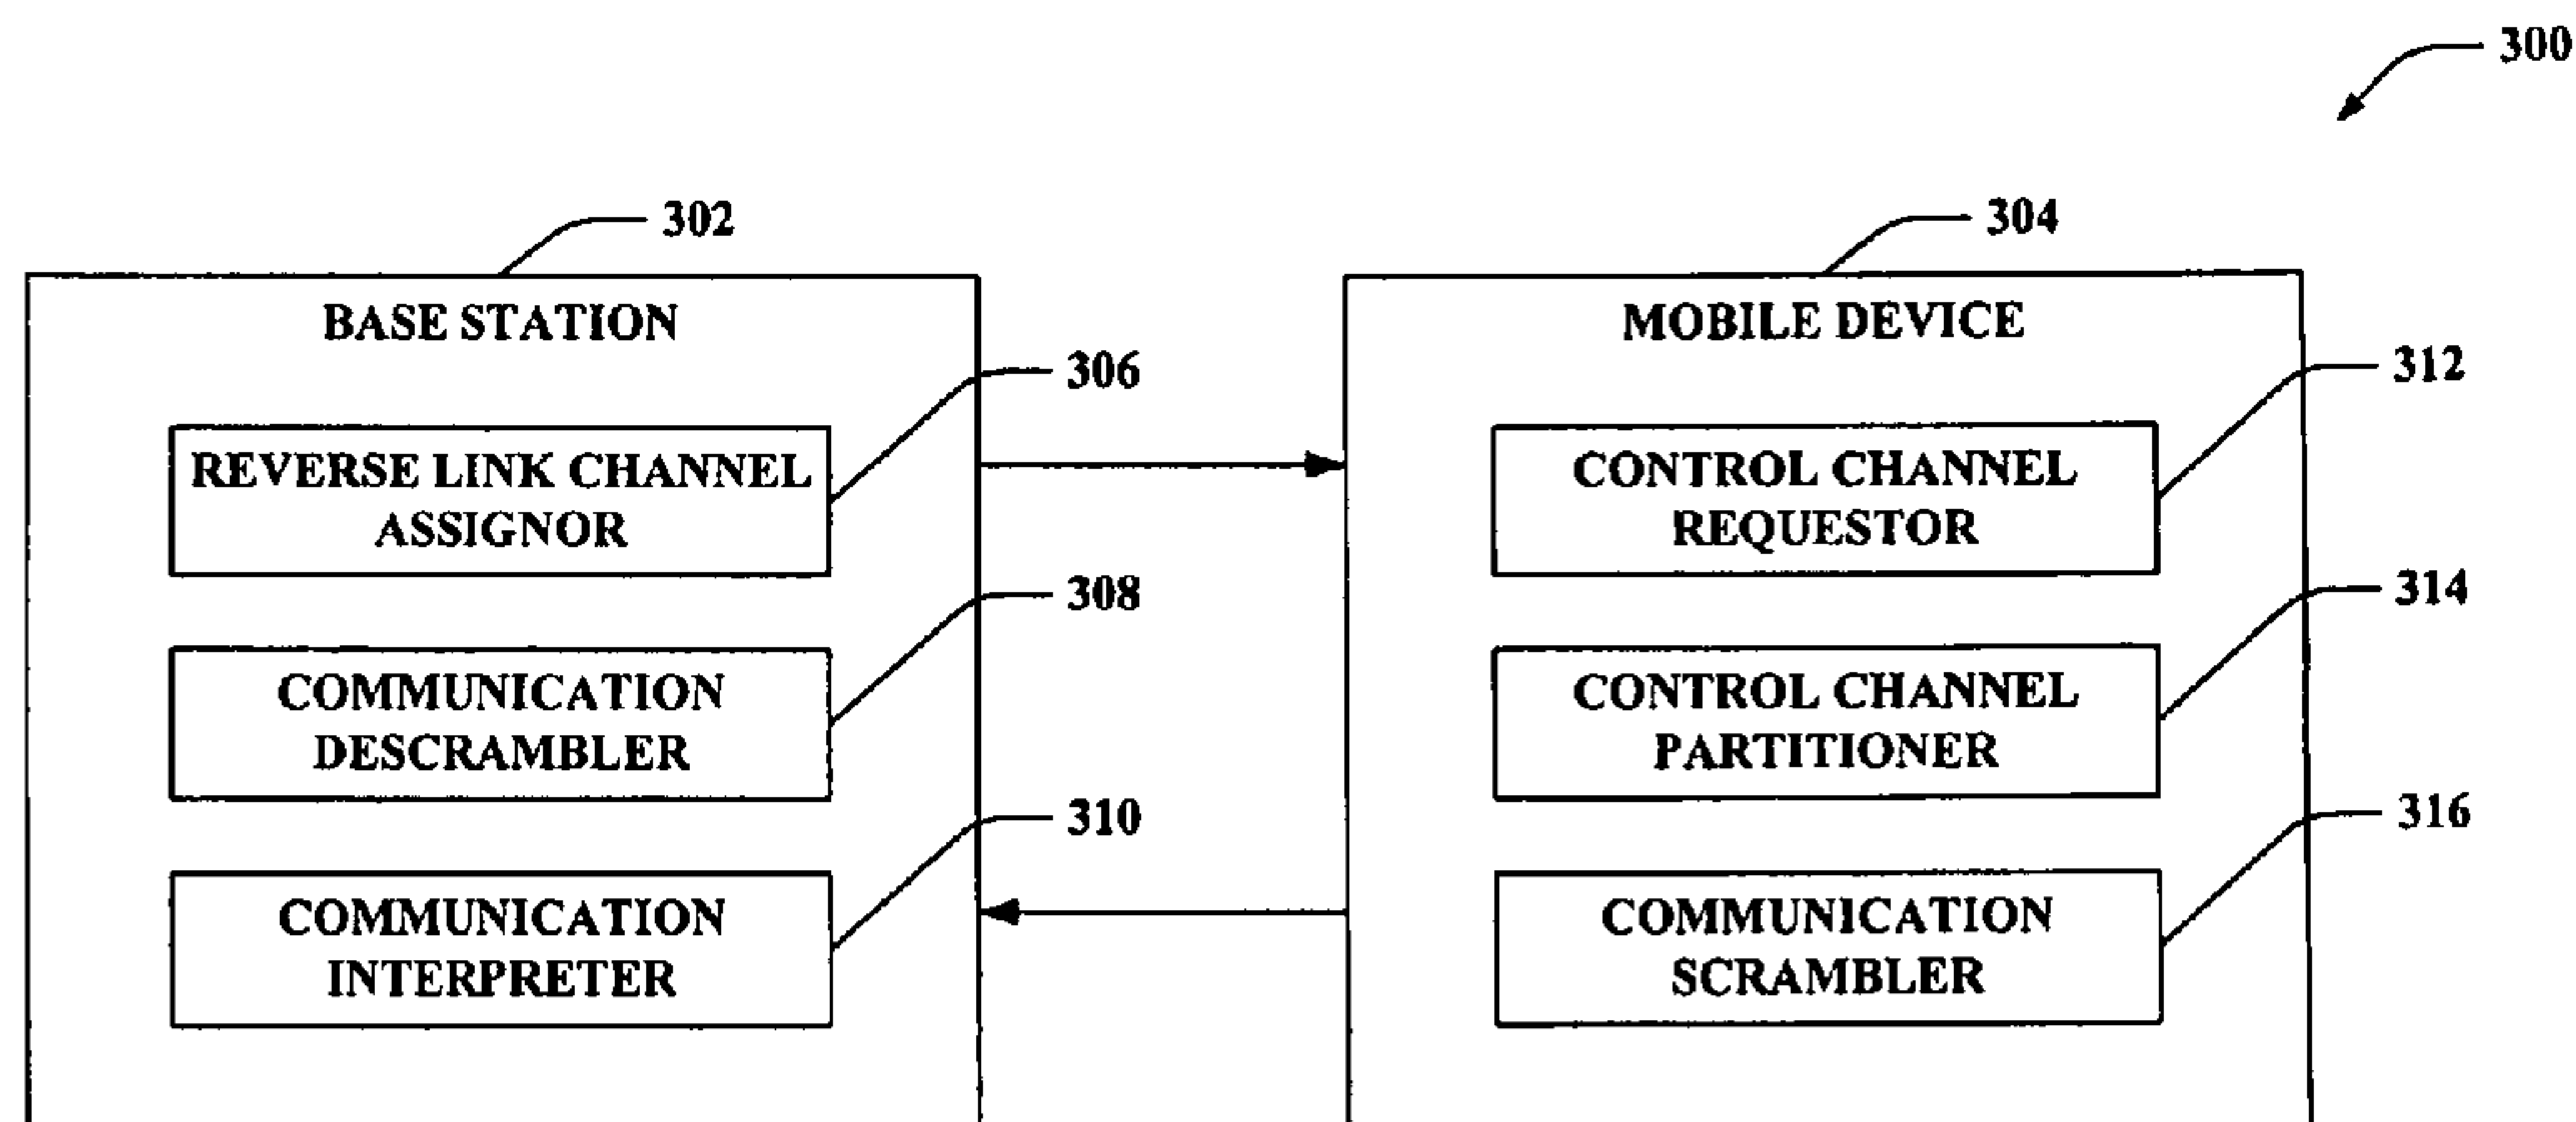 300
302
304
BASE STATION
MOBILE DEVICE
306
312
REVERSE LINK CHANNEL
ASSIGNOR
CONTROL CHANNEL
REQUESTOR
308
314
COMMUNICATION
DESCRAMBLER
CONTROL CHANNEL
PARTITIONER
310
316
COMMUNICATION
INTERPRETER
COMMUNICATION
SCRAMBLER